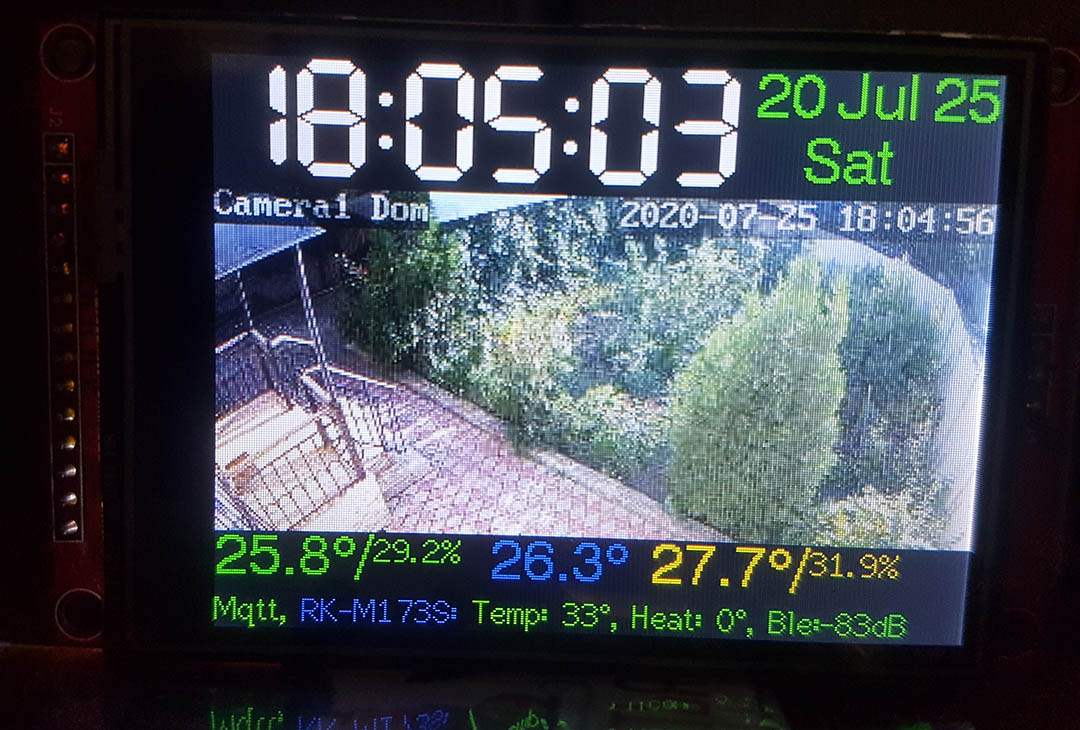 18:05:03
20 Jul 25
Sat
Camera1 Dom 2020-07-25 18:04:56
25.8°/29.2% 26.3° 27.7°/31.9%
Mqtt, RK-M173S: Temp: 33°, Heat: 0°, Ble:-83dB